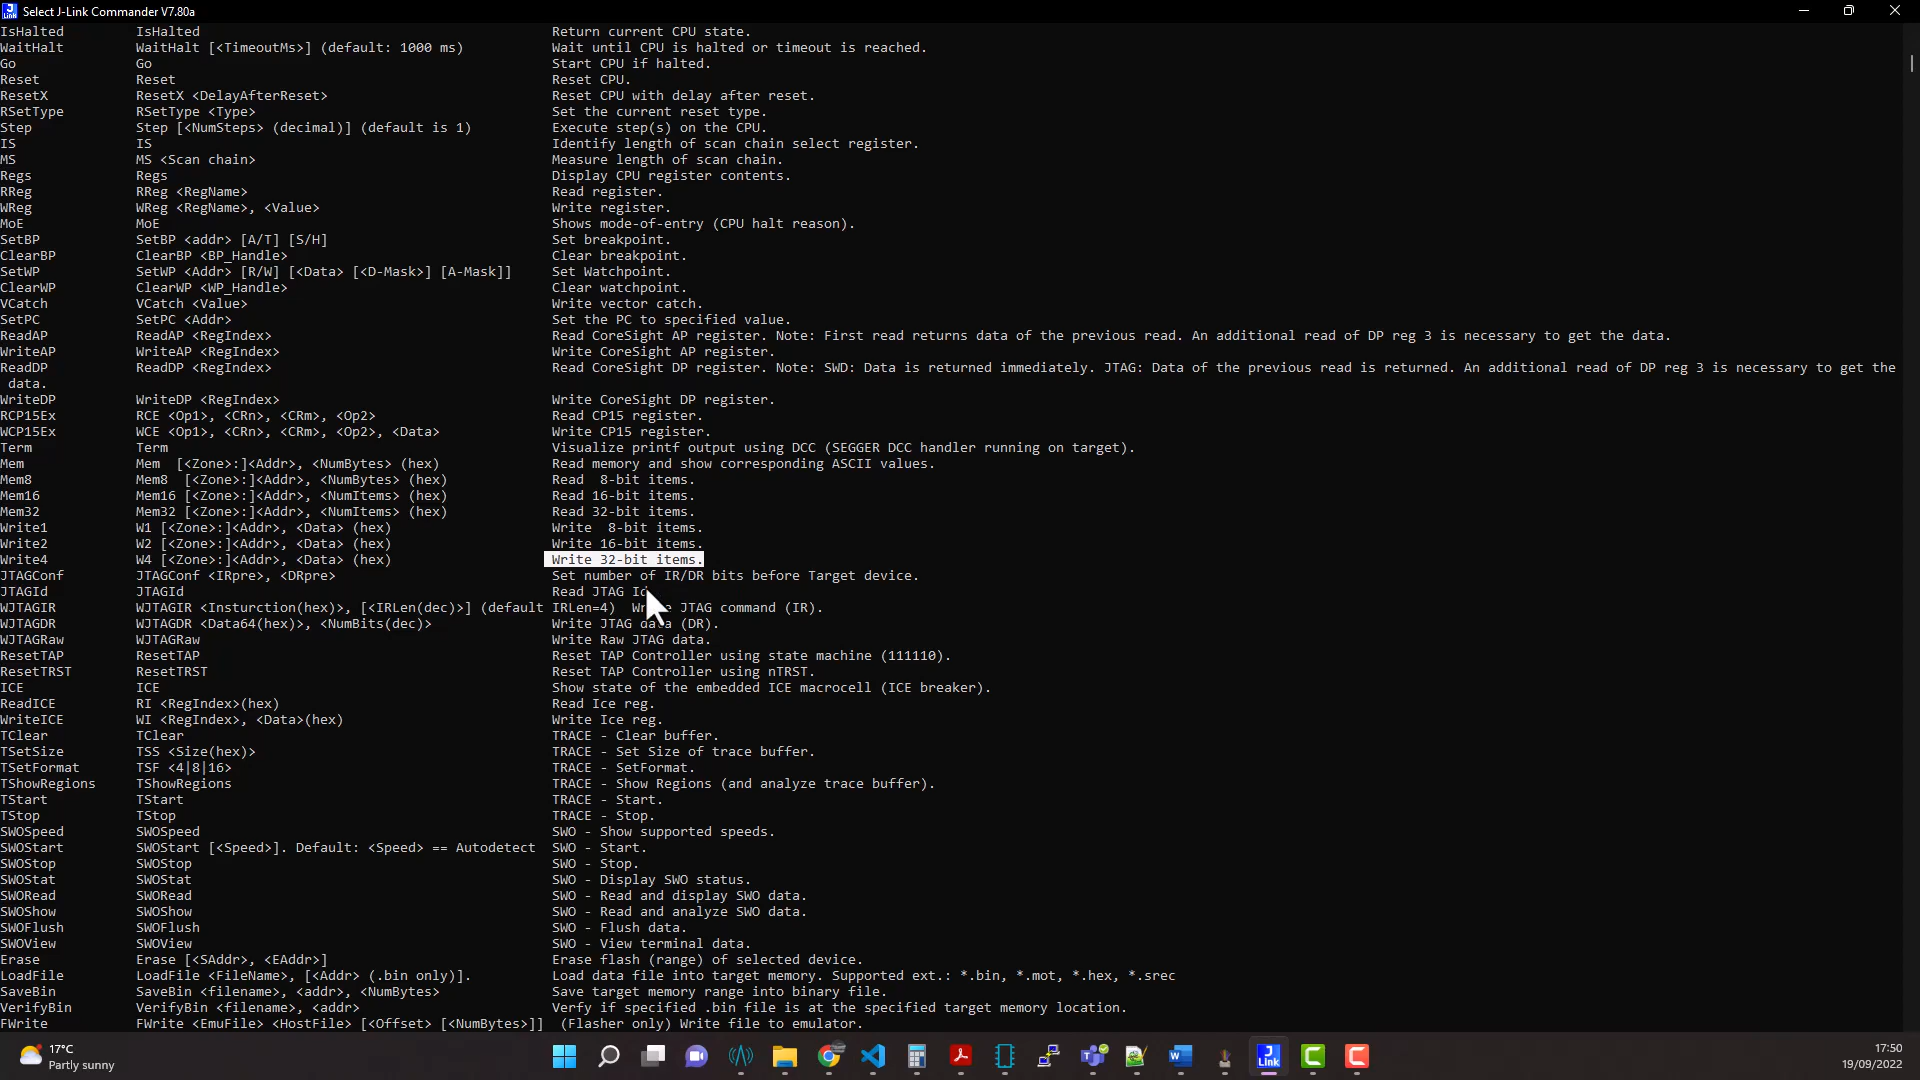 Select J-Link Commander V7.80a
IsHalted IsHalted Return current CPU state.
WaitHalt WaitHalt [<TimeoutMs>] (default: 1000 ms) Wait until CPU is halted or timeout is reached.
Go Go Start CPU if halted.
Reset Reset Reset CPU.
ResetX ResetX <DelayAfterReset> Reset CPU with delay after reset.
RSetType RSetType <Type> Set the current reset type.
Step Step [<NumSteps> (decimal)] (default is 1) Execute step(s) on the CPU.
IS IS Identify length of scan chain select register.
MS MS <Scan chain> Measure length of scan chain.
Regs Regs Display CPU register contents.
RReg RReg <RegName> Read register.
WReg WReg <RegName>, <Value> Write register.
MoE MoE Shows mode-of-entry (CPU halt reason).
SetBP SetBP <addr> [A/T] [S/H] Set breakpoint.
ClearBP ClearBP <BP_Handle> Clear breakpoint.
SetWP SetWP <Addr> [R/W] [<Data> [<D-Mask>] [A-Mask]] Set Watchpoint.
ClearWP ClearWP <WP_Handle> Clear watchpoint.
VCatch VCatch <Value> Write vector catch.
SetPC SetPC <Addr> Set the PC to specified value.
ReadAP ReadAP <RegIndex> Read CoreSight AP register. Note: First read returns data of the previous read. An additional read of DP reg 3 is necessary to get the data.
WriteAP WriteAP <RegIndex> Write CoreSight AP register.
ReadDP ReadDP <RegIndex> Read CoreSight DP register. Note: SWD: Data is returned immediately. JTAG: Data of the previous read is returned. An additional read of DP reg 3 is necessary to get the
data.
WriteDP WriteDP <RegIndex> Write CoreSight DP register.
RCP15Ex RCE <Op1>, <CRn>, <CRm>, <Op2> Read CP15 register.
WCP15Ex WCE <Op1>, <CRn>, <CRm>, <Op2>, <Data> Write CP15 register.
Term Term Visualize printf output using DCC (SEGGER DCC handler running on target).
Mem Mem [<Zone>:]<Addr>, <NumBytes> (hex) Read memory and show corresponding ASCII values.
Mem8 Mem8 [<Zone>:]<Addr>, <NumBytes> (hex) Read 8-bit items.
Mem16 Mem16 [<Zone>:]<Addr>, <NumItems> (hex) Read 16-bit items.
Mem32 Mem32 [<Zone>:]<Addr>, <NumItems> (hex) Read 32-bit items.
Write1 W1 [<Zone>:]<Addr>, <Data> (hex) Write 8-bit items.
Write2 W2 [<Zone>:]<Addr>, <Data> (hex) Write 16-bit items.
Write4 W4 [<Zone>:]<Addr>, <Data> (hex) Write 32-bit items.
JTAGConf JTAGConf <IRpre>, <DRpre> Set number of IR/DR bits before Target device.
JTAGId JTAGId Read JTAG Id
WJTAGIR WJTAGIR <Insturction(hex)>, [<IRLen(dec)>] (default IRLen=4) JTAG command (IR).
WJTAGDR WJTAGDR <Data64(hex)>, <NumBits(dec)> Write JTAG data (DR).
WJTAGRaw WJTAGRaw Write Raw JTAG data.
ResetTAP ResetTAP Reset TAP Controller using state machine (111110).
ResetTRST ResetTRST Reset TAP Controller using nTRST.
ICE ICE Show state of the embedded ICE macrocell (ICE breaker).
ReadICE RI <RegIndex>(hex) Read Ice reg.
WriteICE WI <RegIndex>, <Data>(hex) Write Ice reg.
TClear TClear TRACE - Clear buffer.
TSetSize TSS <Size(hex)> TRACE - Set Size of trace buffer.
TSetFormat TSF <4|8|16> TRACE - SetFormat.
TShowRegions TShowRegions TRACE - Show Regions (and analyze trace buffer).
TStart TStart TRACE - Start.
TStop TStop TRACE - Stop.
SWOSpeed SWOSpeed SWO - Show supported speeds.
SWOStart SWOStart [<Speed>]. Default: <Speed> == Autodetect SWO - Start.
SWOStop SWOStop SWO - Stop.
SWOStat SWOStat SWO - Display SWO status.
SWORead SWORead SWO - Read and display SWO data.
SWOShow SWOShow SWO - Read and analyze SWO data.
SWOFlush SWOFlush SWO - Flush data.
SWOView SWOView SWO - View terminal data.
Erase Erase [<SAddr>, <EAddr>] Erase flash (range) of selected device.
LoadFile LoadFile <FileName>, [<Addr> (.bin only)]. Load data file into target memory. Supported ext.: *.bin, *.mot, *.hex, *.srec
SaveBin SaveBin <filename>, <addr>, <NumBytes> Save target memory range into binary file.
VerifyBin VerifyBin <filename>, <addr> Verfy if specified .bin file is at the specified target memory location.
FWrite FWrite <EmuFile> <HostFile> [<Offset> [<NumBytes>]] (Flasher only) Write file to emulator.
17°C
Partly sunny
17:50
19/09/2022